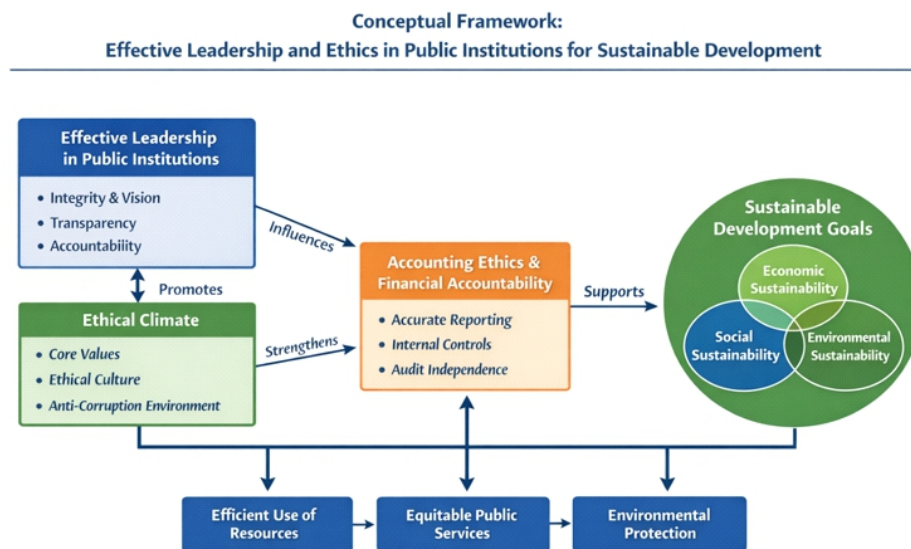 Conceptual Framework:
Effective Leadership and Ethics in Public Institutions for Sustainable Development
Effective Leadership
in Public Institutions
• Integrity & Vision
• Transparency
• Accountability
Influences
Promotes
Ethical Climate
• Core Values
• Ethical Culture
• Anti-Corruption Environment
Strengthens
Accounting Ethics &
Financial Accountability
• Accurate Reporting
• Internal Controls
• Audit Independence
Supports
Sustainable
Development Goals
Economic
Sustainability
Social
Sustainability
Environmental
Sustainability
Efficient Use of
Resources
Equitable Public
Services
Environmental
Protection